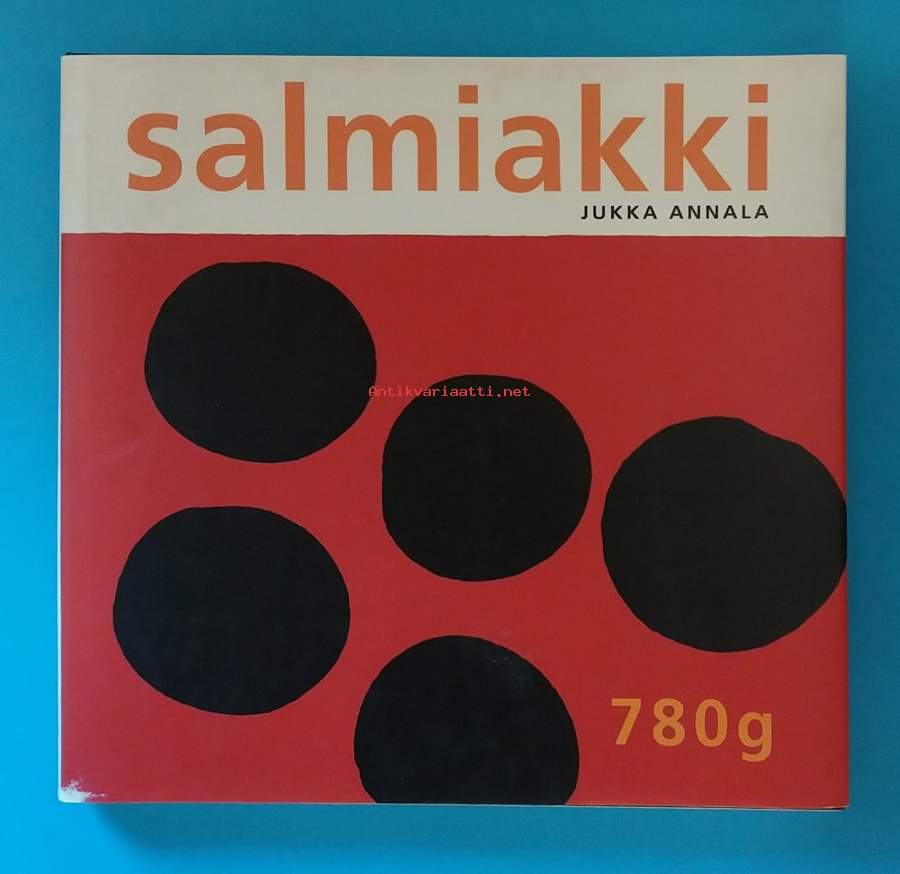 salmiakki
JUKKA ANNALA
Antikvariaatti.net
780g